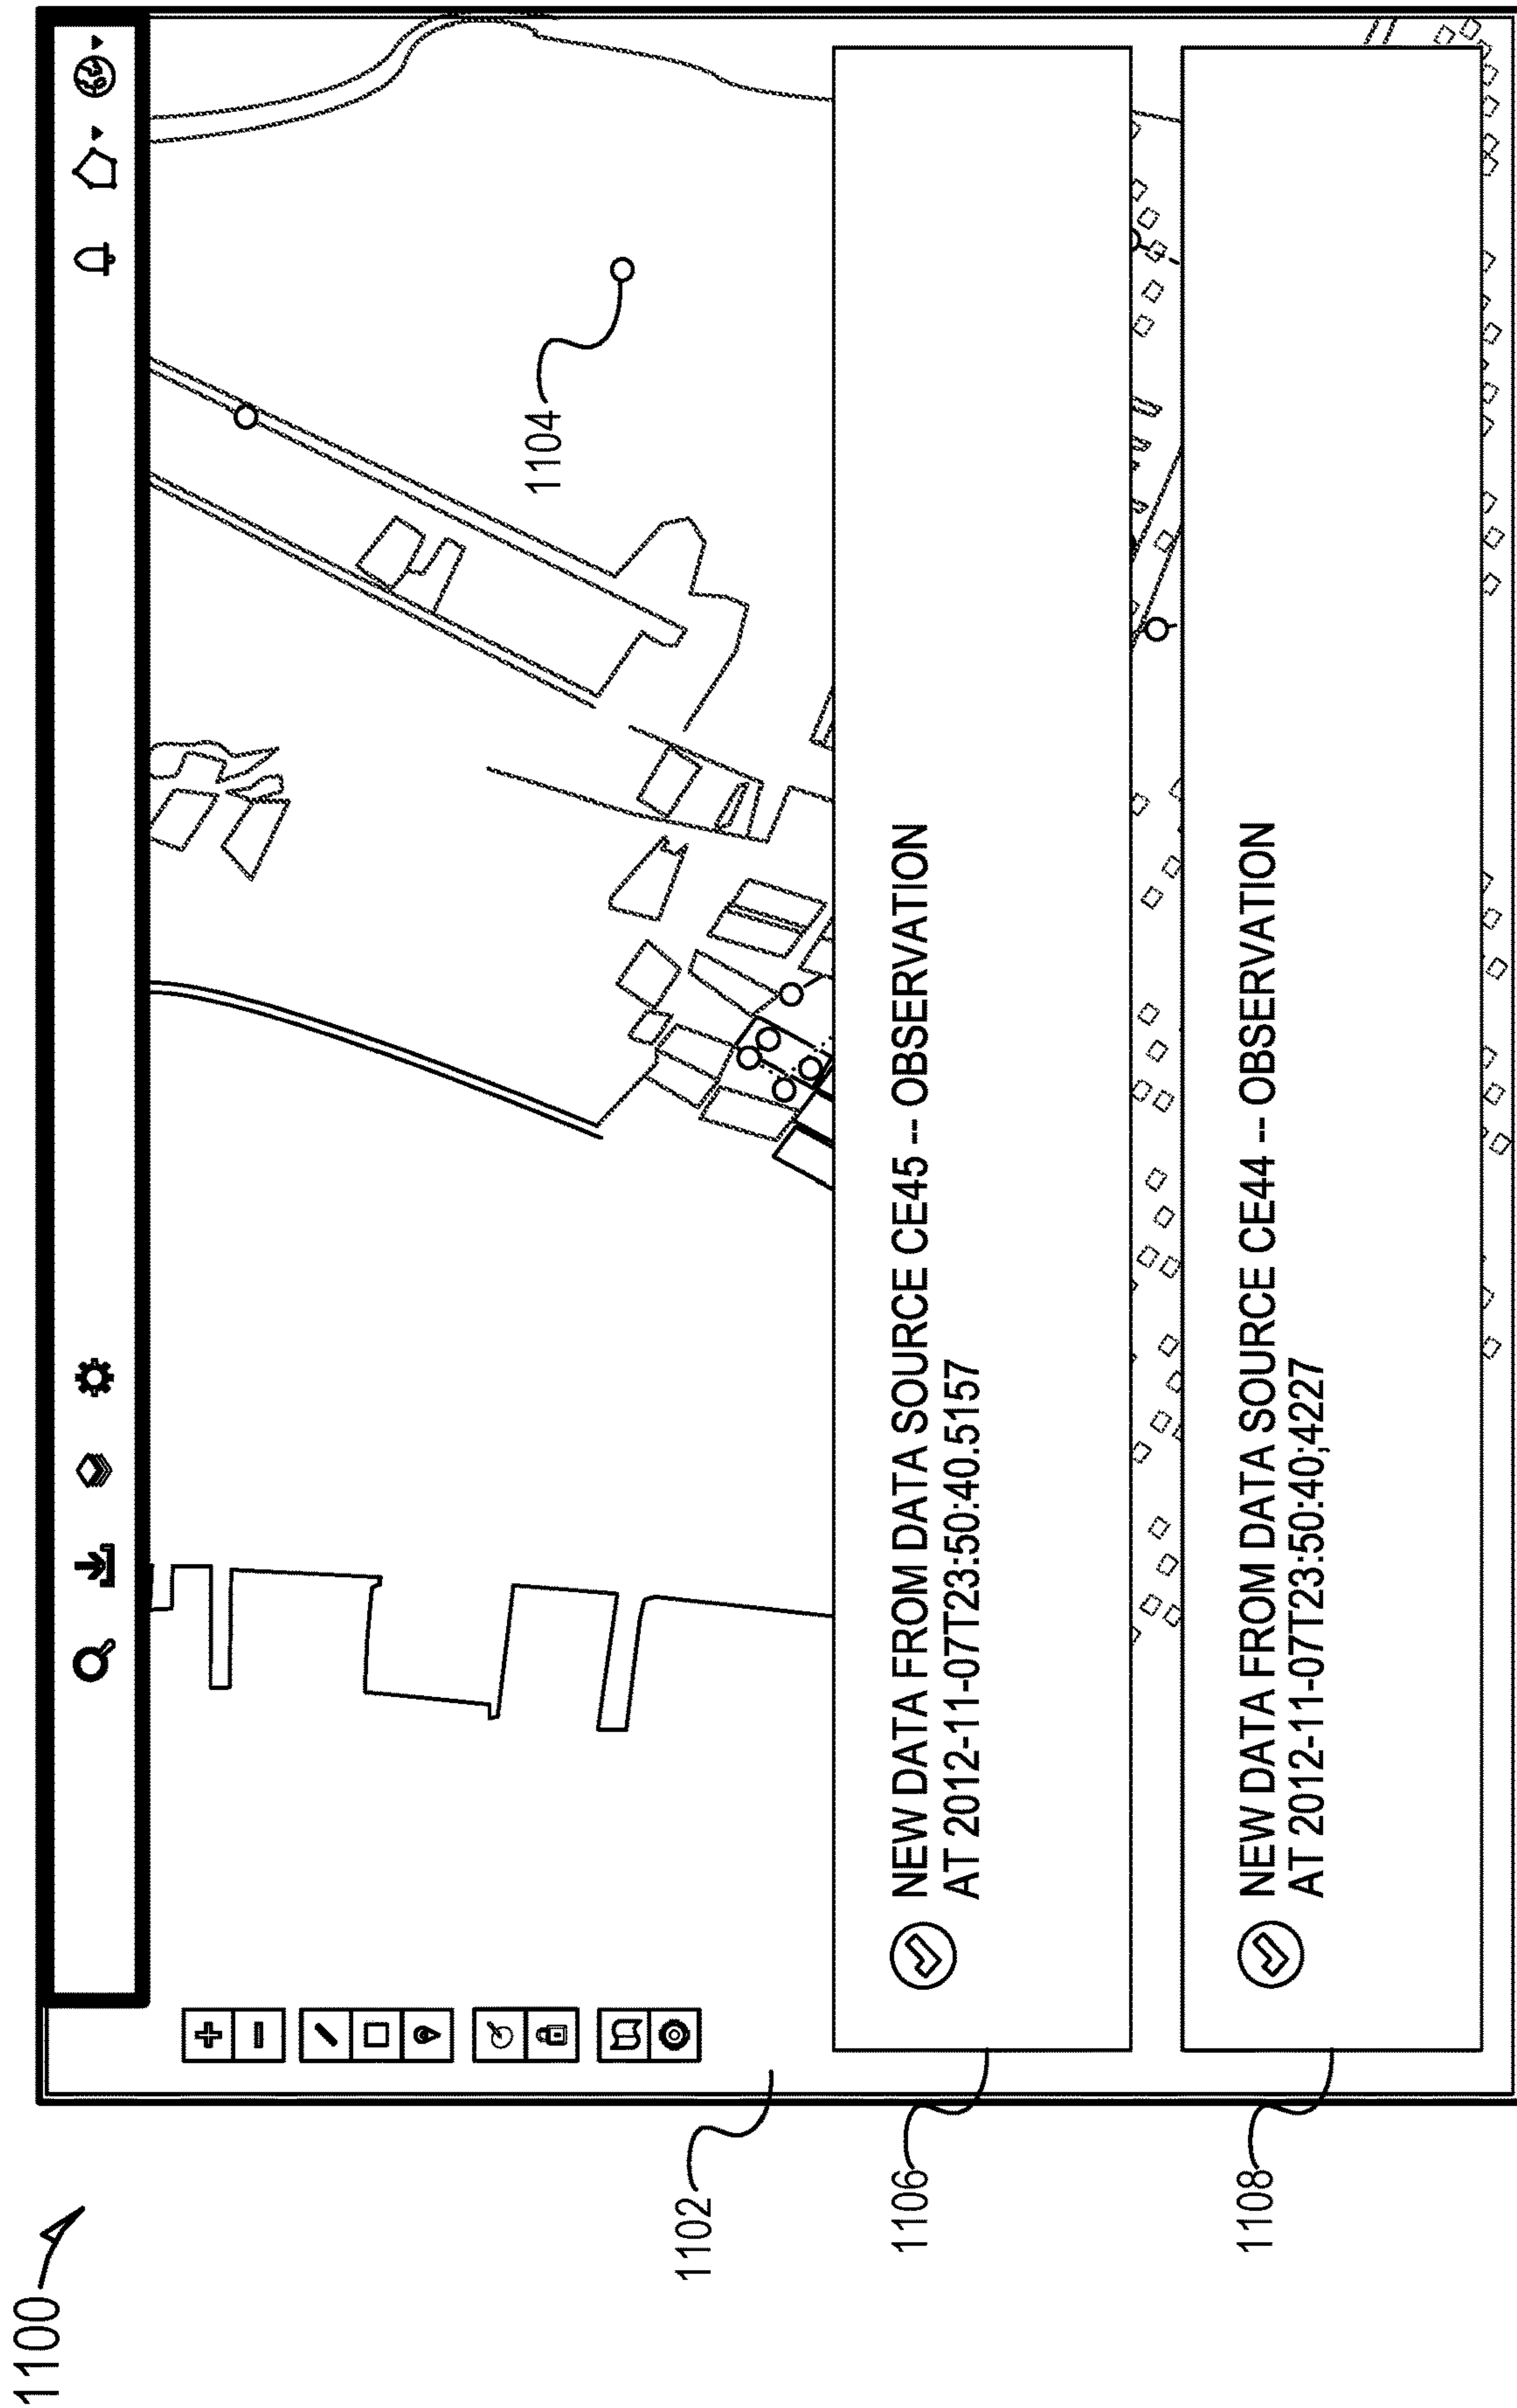 1100
1104
1102
1106
NEW DATA FROM DATA SOURCE CE45 -- OBSERVATION
AT 2012-11-07T23:50:40.5157
1108
NEW DATA FROM DATA SOURCE CE44 -- OBSERVATION
AT 2012-11-07T23:50:40;4227